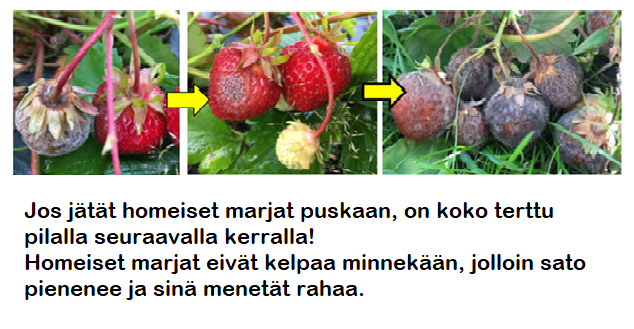 Jos jätät homeiset marjat puskaan, on koko terttu
pilalla seuraavalla kerralla!
Homeiset marjat eivät kelpaa minnekään, jolloin sato
pienenee ja sinä menetät rahaa.